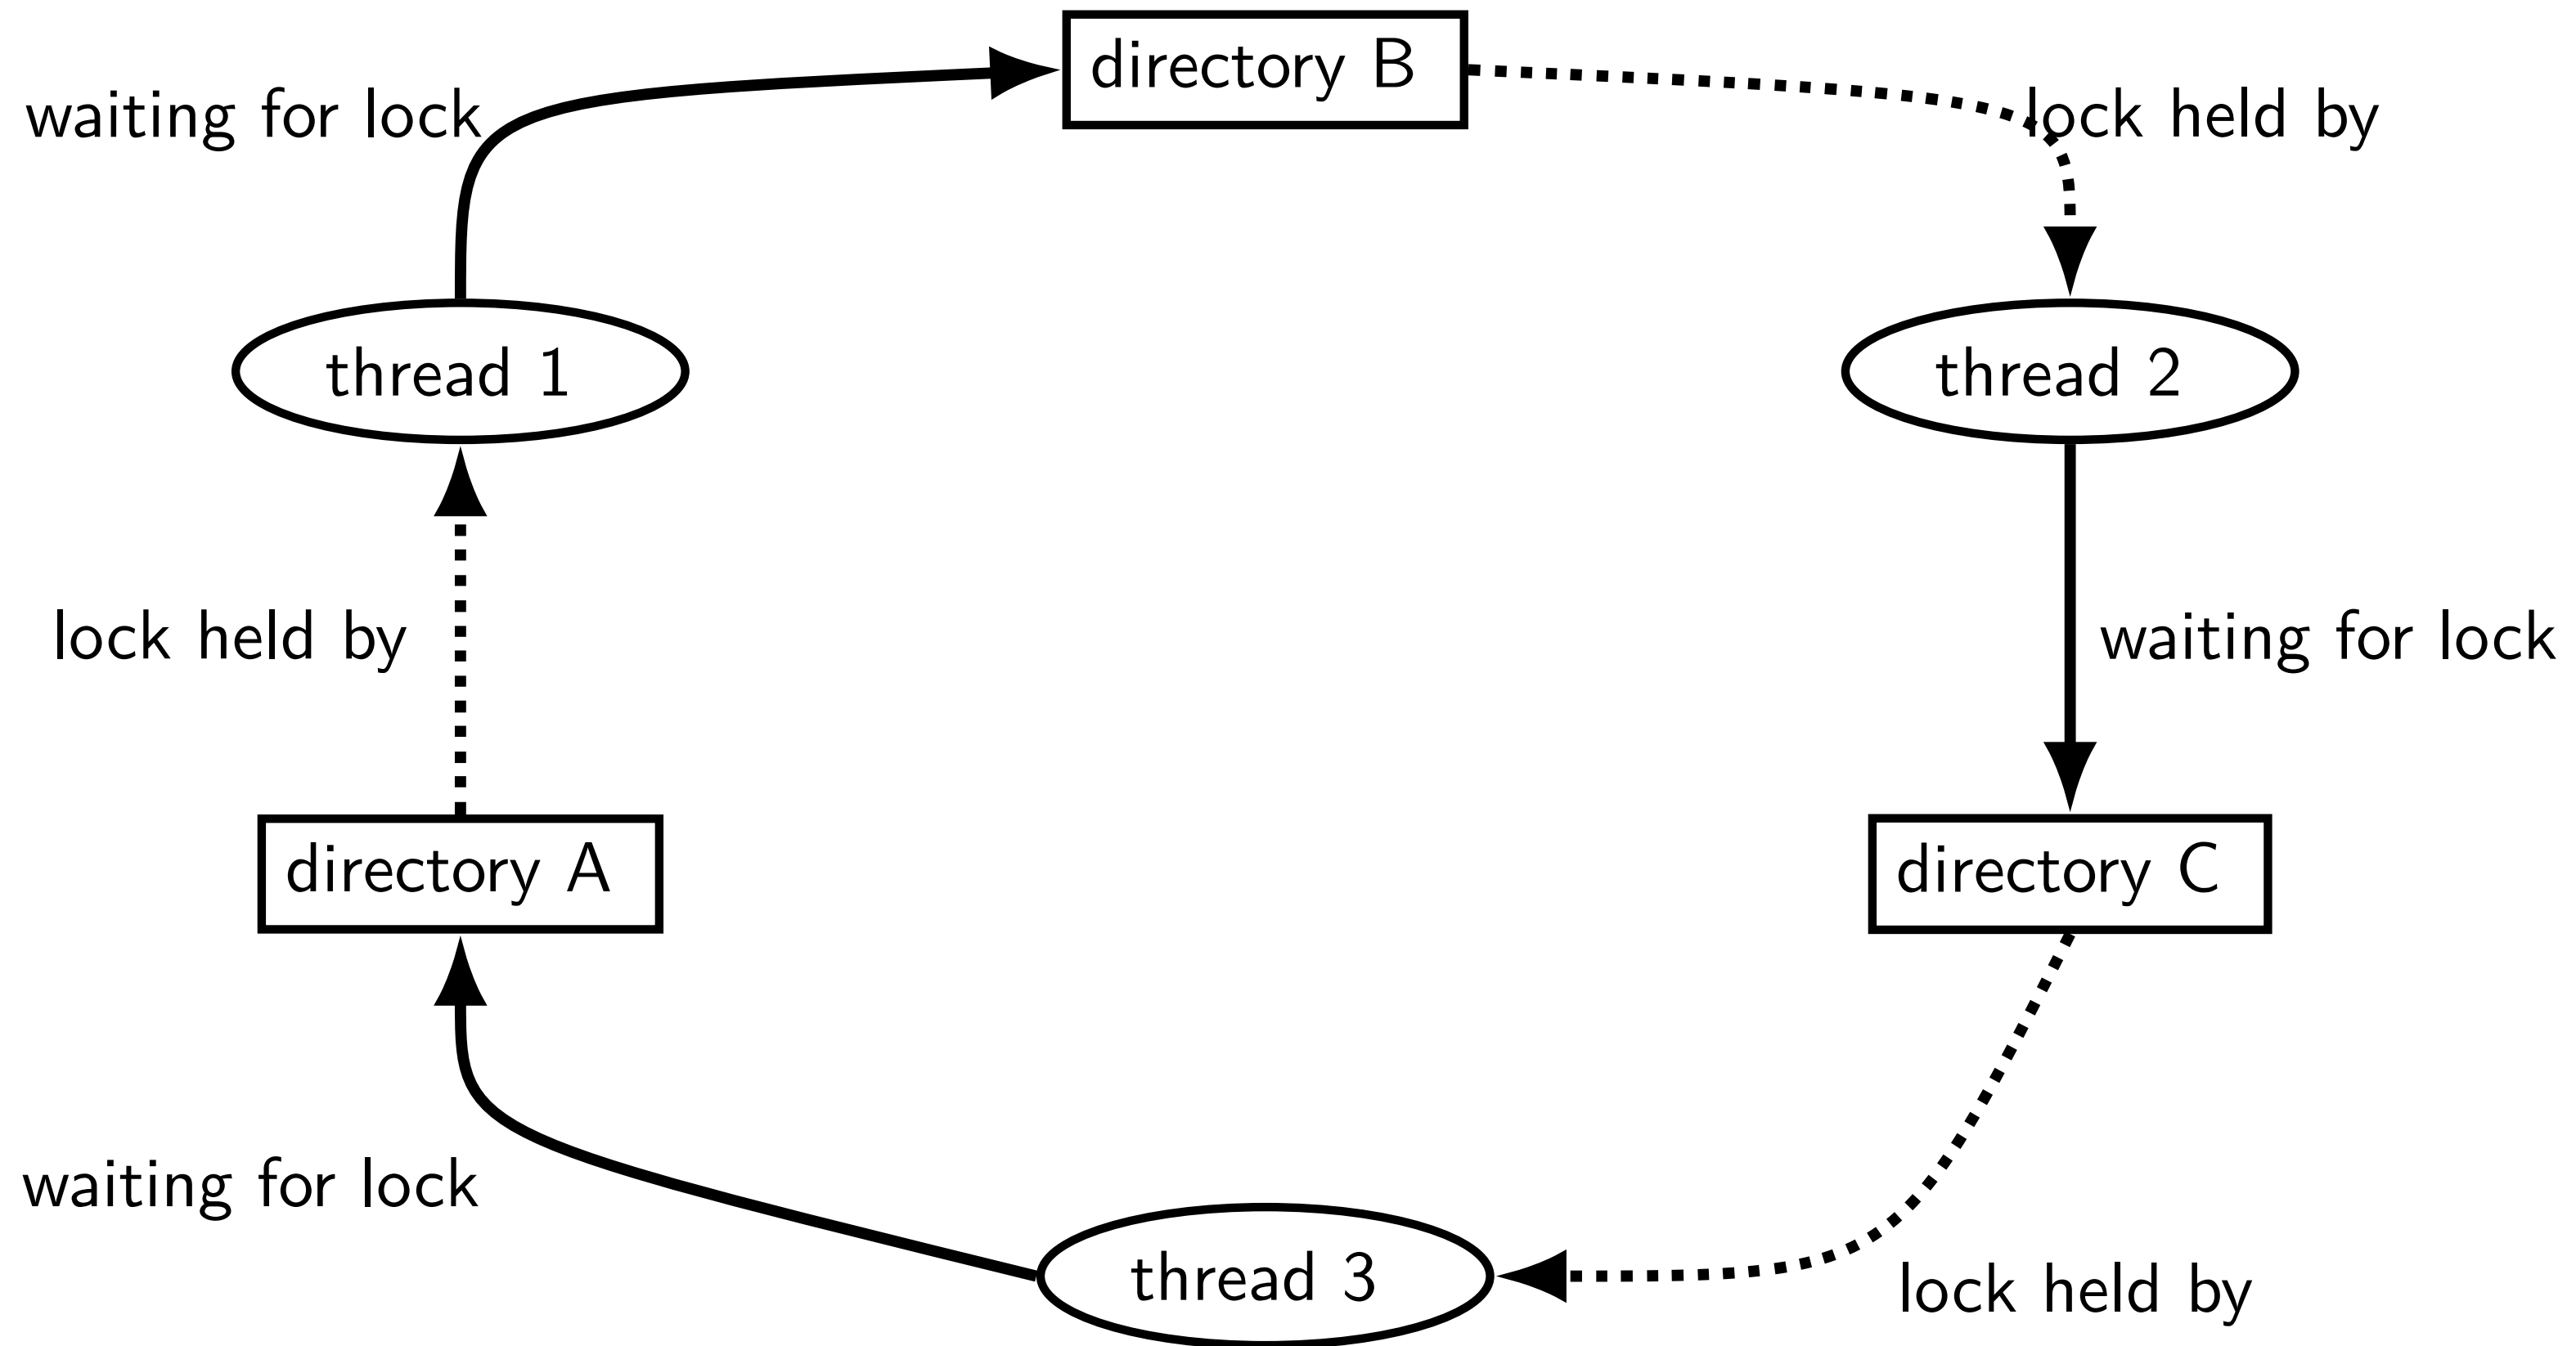 directory B
waiting for lock
lock held by
thread 1
thread 2
lock held by
waiting for lock
directory A
directory C
waiting for lock
thread 3
lock held by